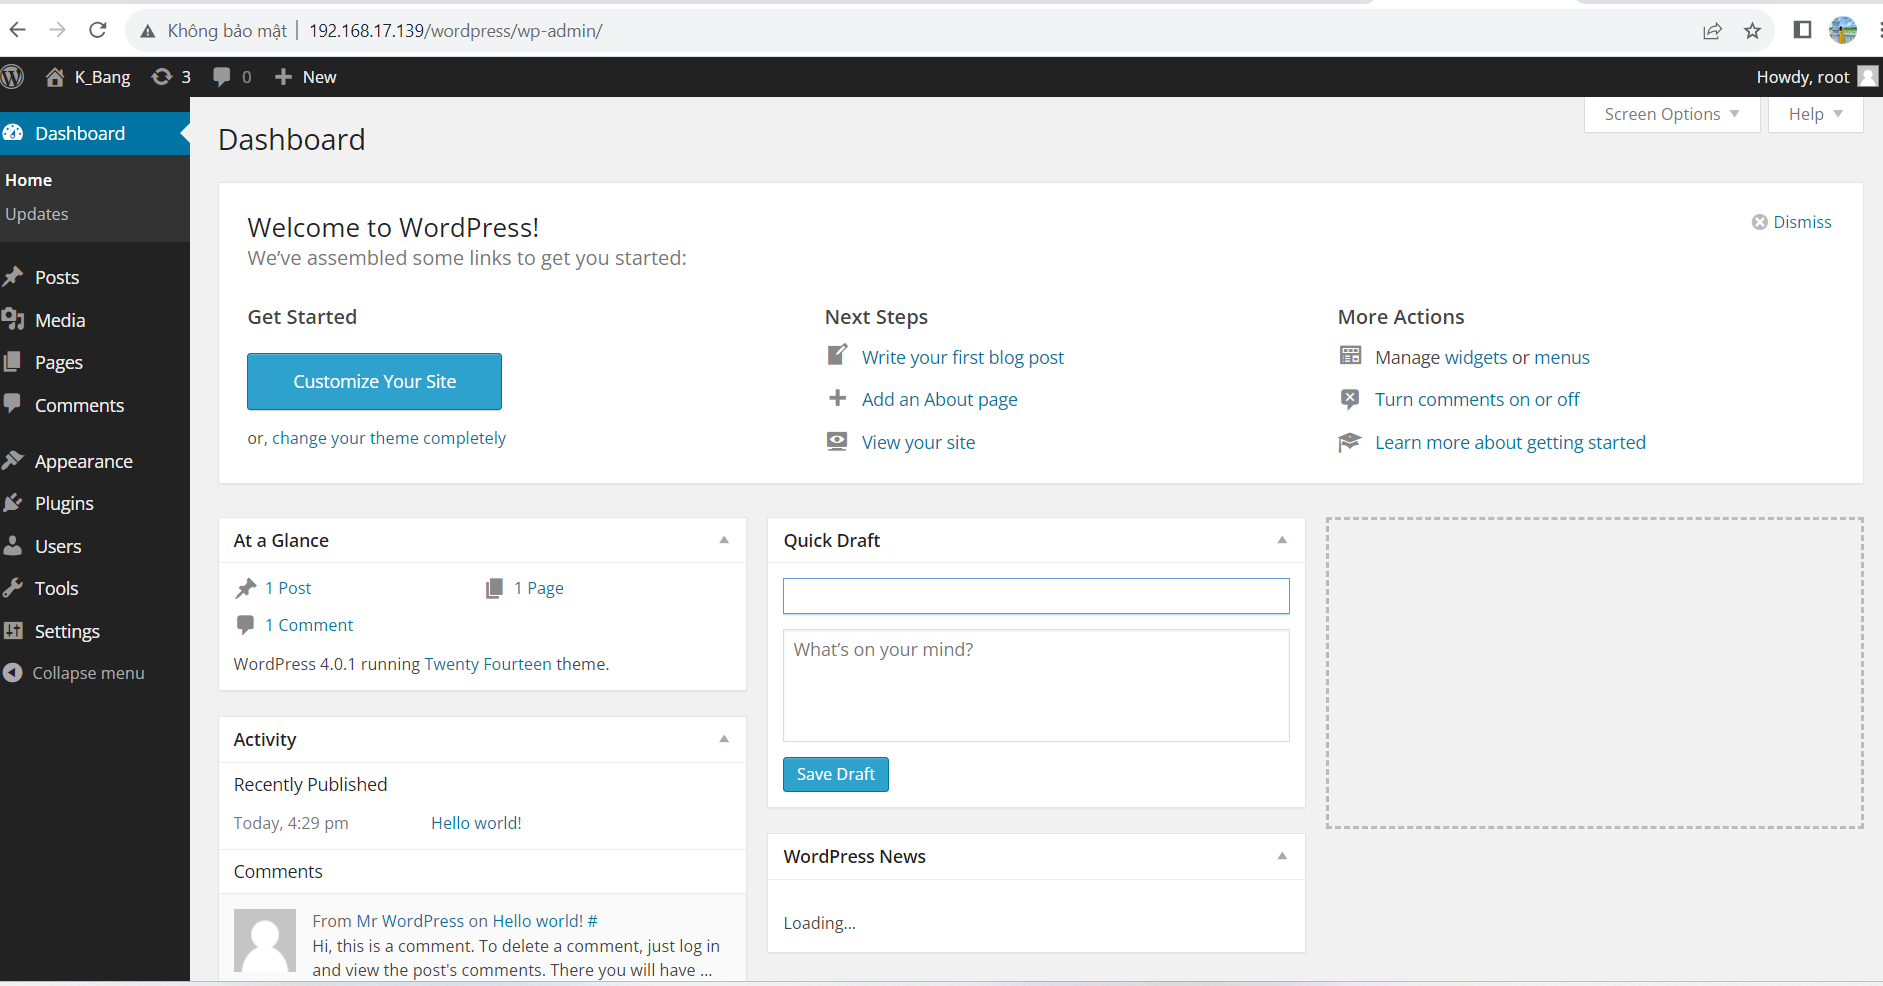 Không bảo mật 192.168.17.139/wordpress/wp-admin/
K_Bang 3 0 New Howdy, root
Dashboard
Home
Updates
Posts
Media
Pages
Comments
Appearance
Plugins
Users
Tools
Settings
Collapse menu
Screen Options Help
Dashboard
Welcome to WordPress!
We’ve assembled some links to get you started:
Dismiss
Get Started
Customize Your Site
or, change your theme completely
Next Steps
Write your first blog post
Add an About page
View your site
More Actions
Manage widgets or menus
Turn comments on or off
Learn more about getting started
At a Glance
1 Post 1 Page
1 Comment
WordPress 4.0.1 running Twenty Fourteen theme.
Activity
Recently Published
Today, 4:29 pm Hello world!
Comments
From Mr WordPress on Hello world! #
Hi, this is a comment. To delete a comment, just log in
and view the post's comments. There you will have ...
Quick Draft
What’s on your mind?
Save Draft
WordPress News
Loading...